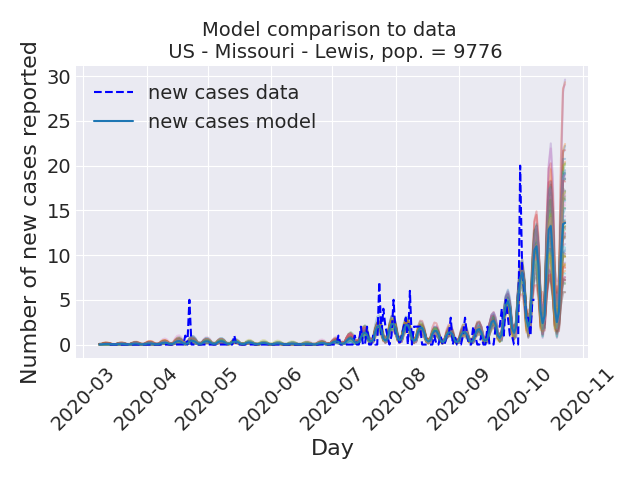 Model comparison to data
US - Missouri - Lewis, pop. = 9776
Number of new cases reported
30
25
20
15
10
5
0
new cases data
new cases model
2020-03
2020-04
2020-05
2020-06
2020-07
2020-08
2020-09
2020-10
2020-11
Day